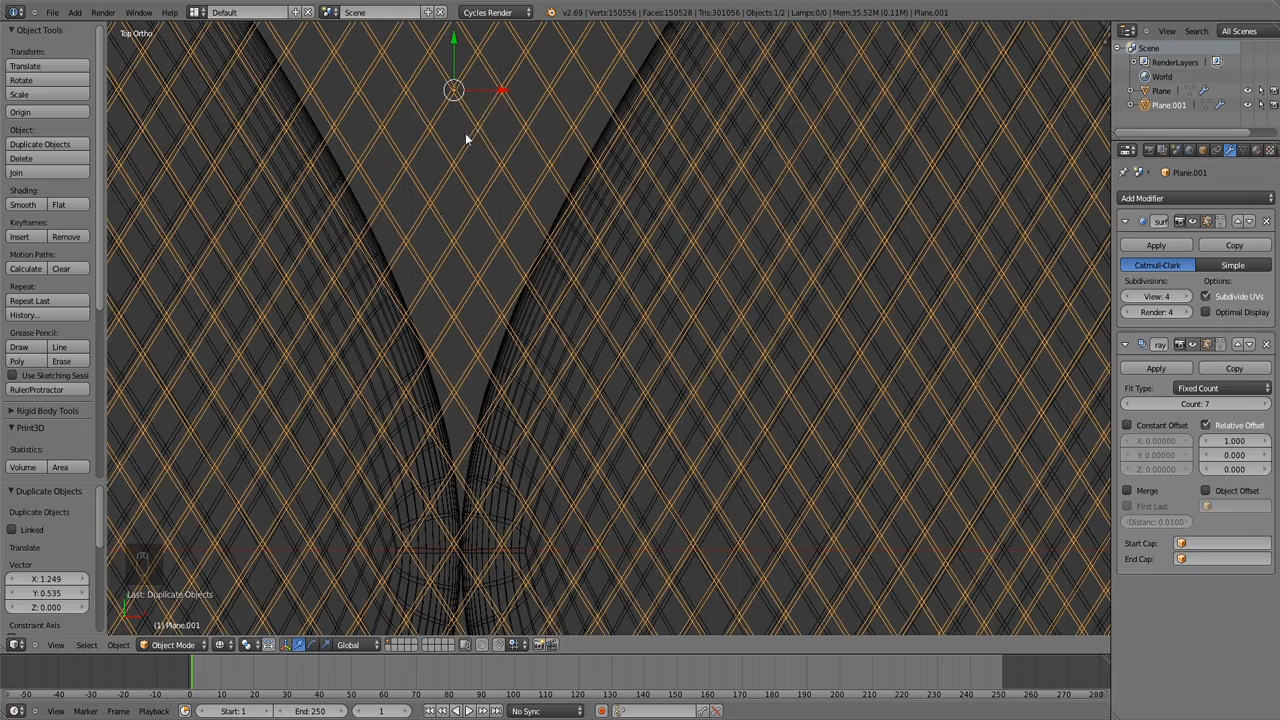 File Add Render Window Help Default Scene Cycles Render v2.69 | Verts:150556 | Faces:150528 | Tris:301056 | Objects:1/2 | Lamps:0/0 | Mem:35.52M (0.11M) | Plane.001
Object Tools
Transform:
Translate
Rotate
Scale
Origin
Object:
Duplicate Objects
Delete
Join
Shading:
Smooth Flat
Keyframes:
Insert Remove
Motion Paths:
Calculate Clear
Repeat:
Repeat Last
History...
Grease Pencil:
Draw Line
Poly Erase
Use Sketching Sessi
Ruler/Protractor
Rigid Body Tools
Print3D
Statistics:
Volume Area
Duplicate Objects
Duplicate Objects
Linked
Translate
Vector
X: 1.249
Y: 0.535
Z: 0.000
Constraint Axis
Top Ortho
Last: Duplicate Objects
(1) Plane.001
View Select Object Object Mode Global
View Search All Scenes
Scene
RenderLayers
World
Plane
Plane.001
Plane.001
Add Modifier
surf
Apply Copy
Catmull-Clark Simple
Subdivisions: Options:
View: 4 Subdivide UVs
Render: 4 Optimal Display
ray
Apply Copy
Fit Type: Fixed Count
Count: 7
Constant Offset Relative Offset
X: 0.00000 1.000
Y: 0.00000 0.000
Z: 0.00000 0.000
Merge Object Offset
First Last
Distanc: 0.0100
Start Cap:
End Cap:
-50 -40 -30 -20 -10 0 10 20 30 40 50 60 70 80 90 100 110 120 130 140 150 160 170 180 190 200 210 220 230 240 250 260 270 280
View Marker Frame Playback Start: 1 End: 250 1 No Sync